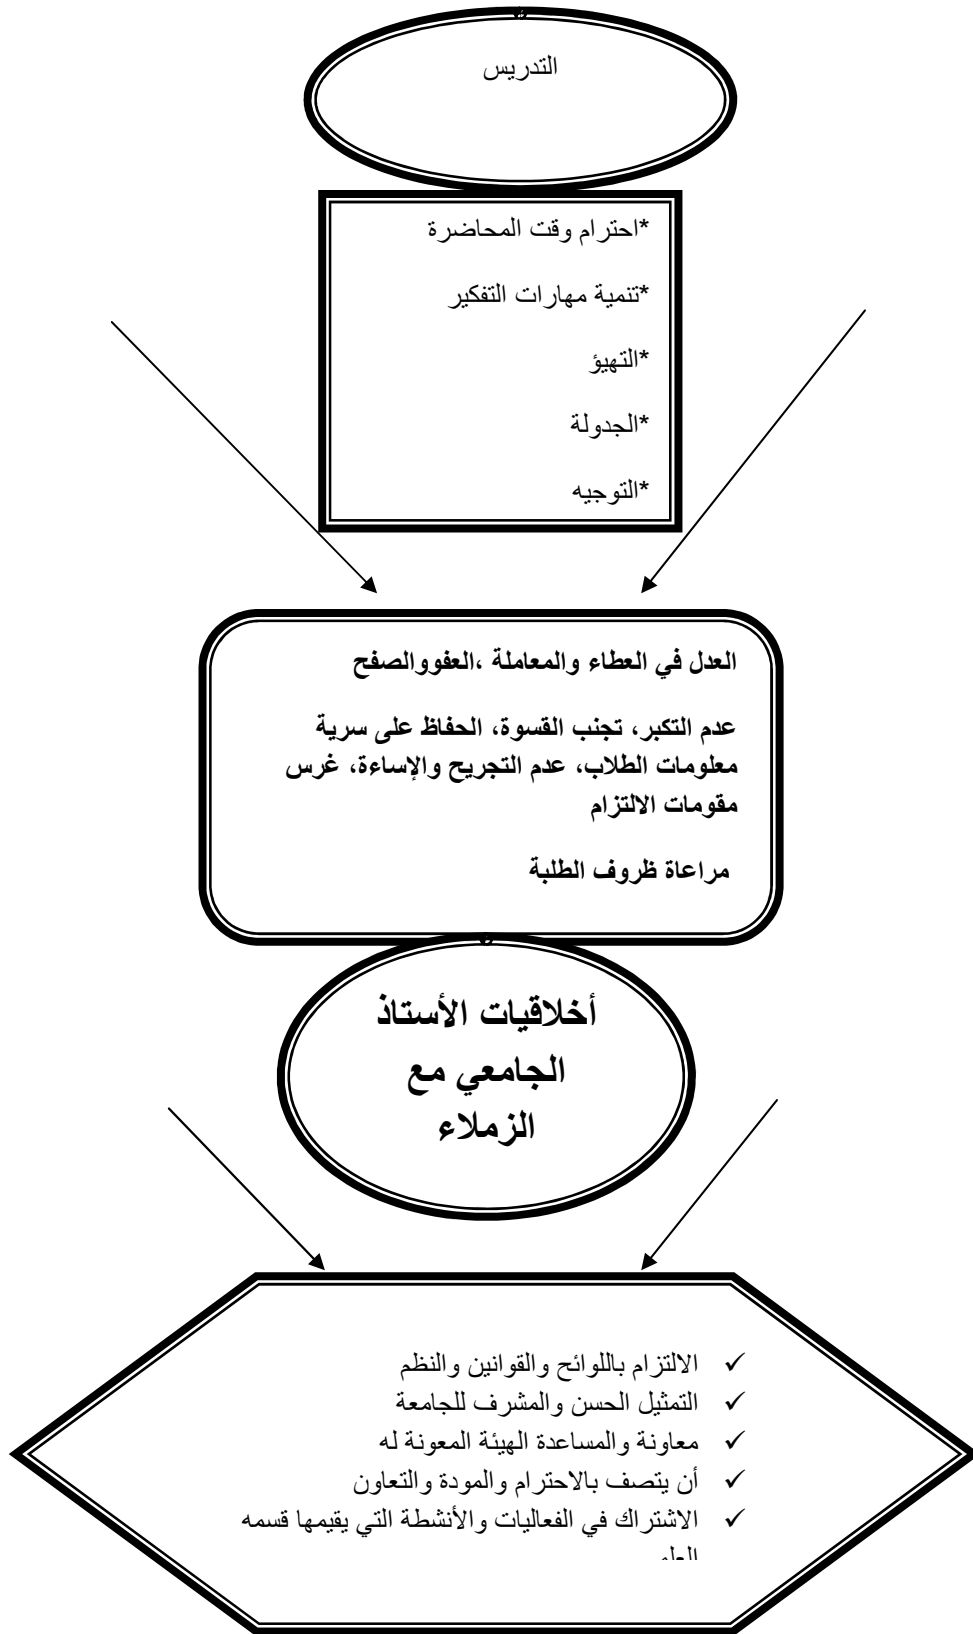 التدريس
*احترام وقت المحاضرة
*تنمية مهارات التفكير
*التهيؤ
*الجدولة
*التوجيه
العدل في العطاء والمعاملة ،العفووالصفح
عدم التكبر، تجنب القسوة، الحفاظ على سرية
معلومات الطلاب، عدم التجريح والإساءة، غرس
مقومات الالتزام
مراعاة ظروف الطلبة
أخلاقيات الأستاذ
الجامعي مع
الزملاء
✓ الالتزام باللوائح والقوانين والنظم
✓ التمثيل الحسن والمشرف للجامعة
✓ معاونة والمساعدة الهيئة المعونة له
✓ أن يتصف بالاحترام والمودة والتعاون
✓ الاشتراك في الفعاليات والأنشطة التي يقيمها قسمه